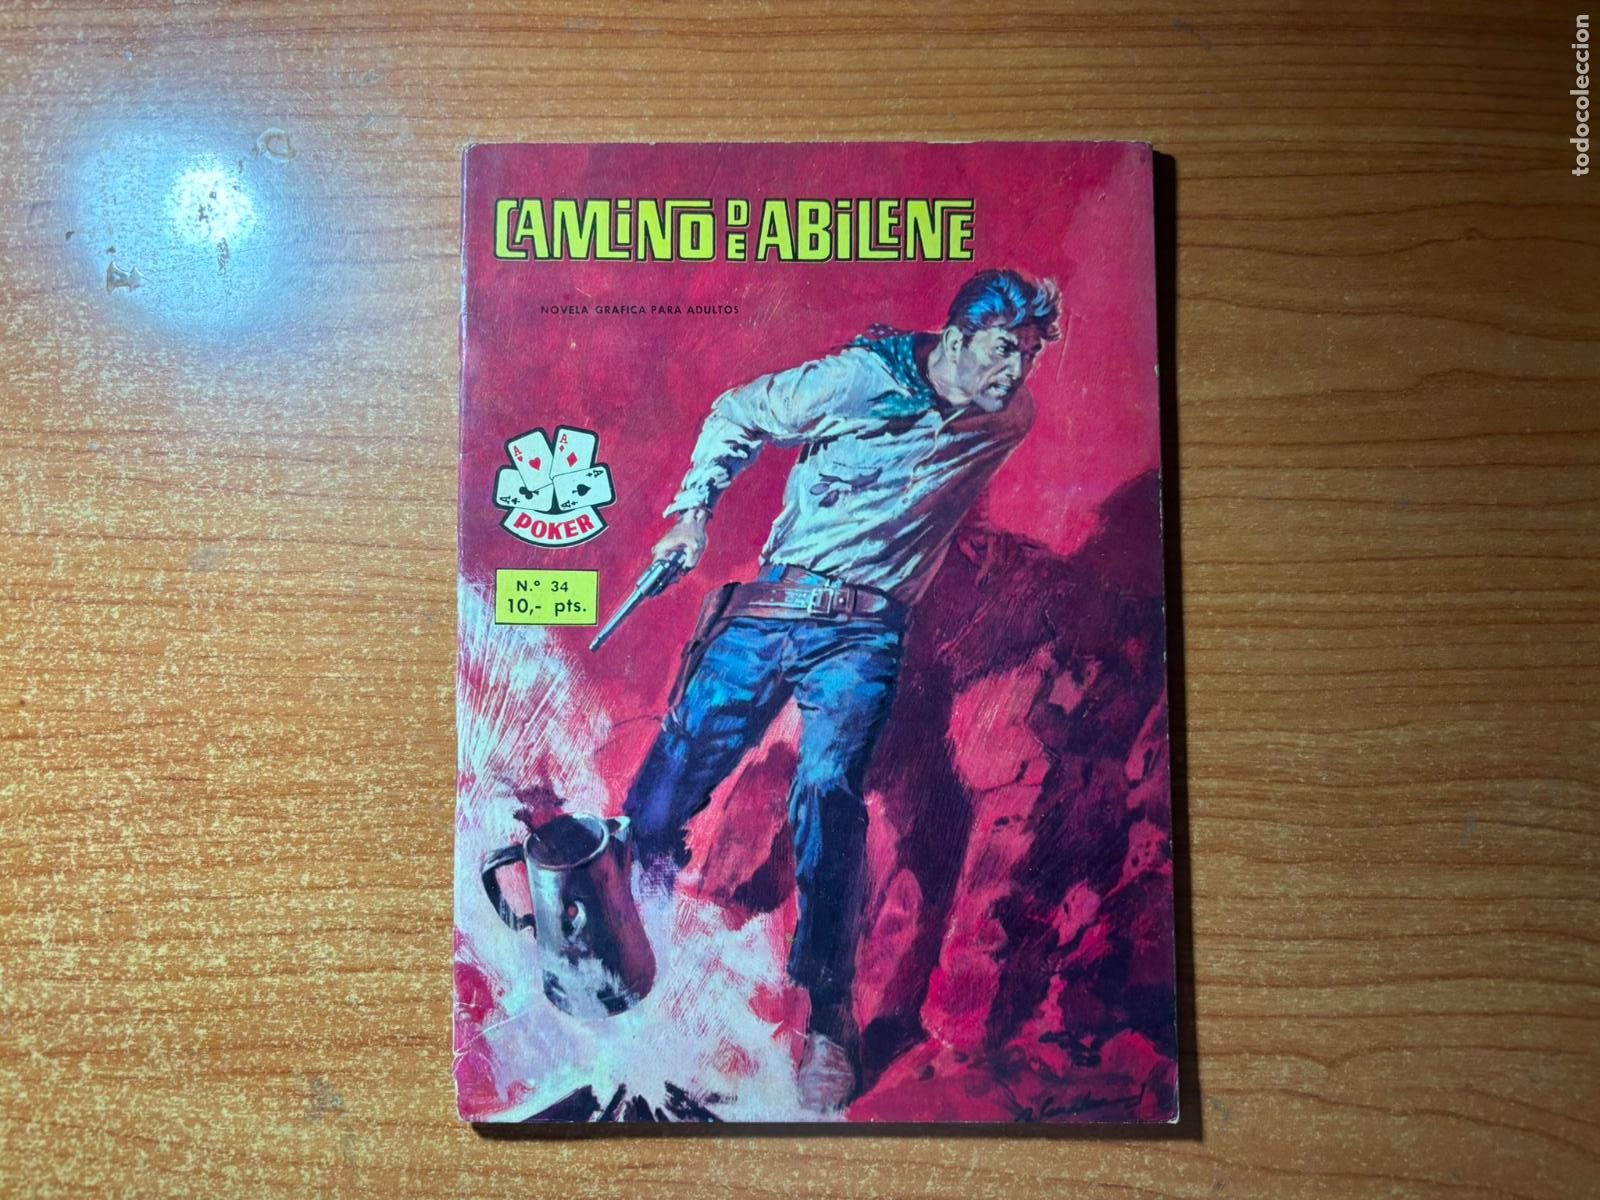 CAMINO DE ABILENE
NOVELA GRAFICA PARA ADULTOS
A
A
A
A
POKER
N.º 34
10,- pts.
todocoleccion